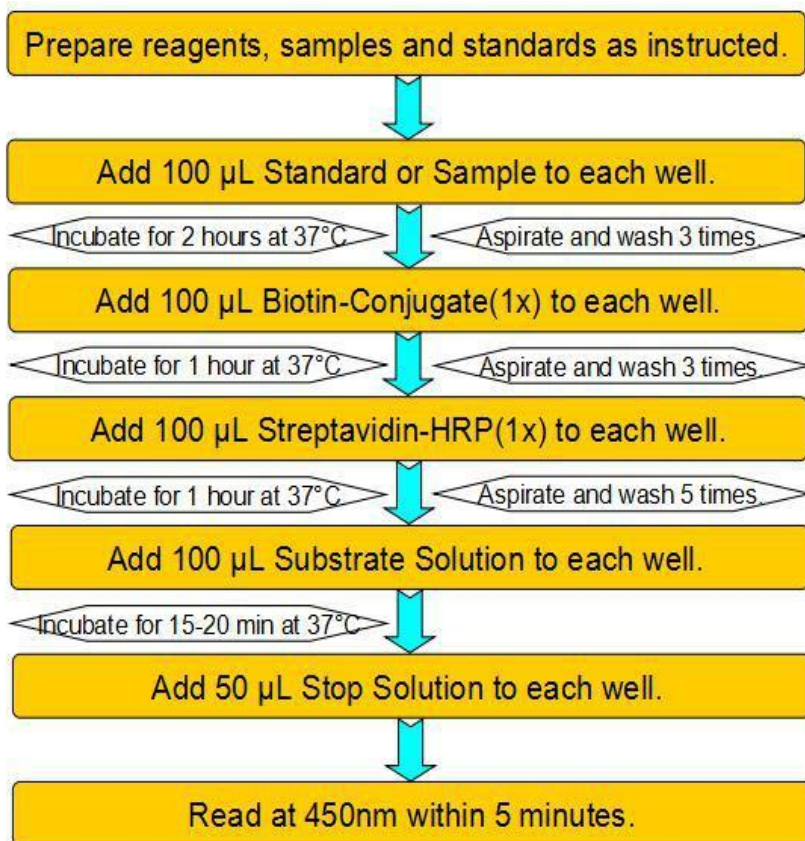 Prepare reagents, samples and standards as instructed.
Add 100 µL Standard or Sample to each well.
Incubate for 2 hours at 37°C
Aspirate and wash 3 times.
Add 100 µL Biotin-Conjugate(1x) to each well.
Incubate for 1 hour at 37°C
Aspirate and wash 3 times
Add 100 µL Streptavidin-HRP(1x) to each well.
Incubate for 1 hour at 37°C
Aspirate and wash 5 times.
Add 100 µL Substrate Solution to each well.
Incubate for 15-20 min at 37°C
Add 50 µL Stop Solution to each well.
Read at 450nm within 5 minutes.